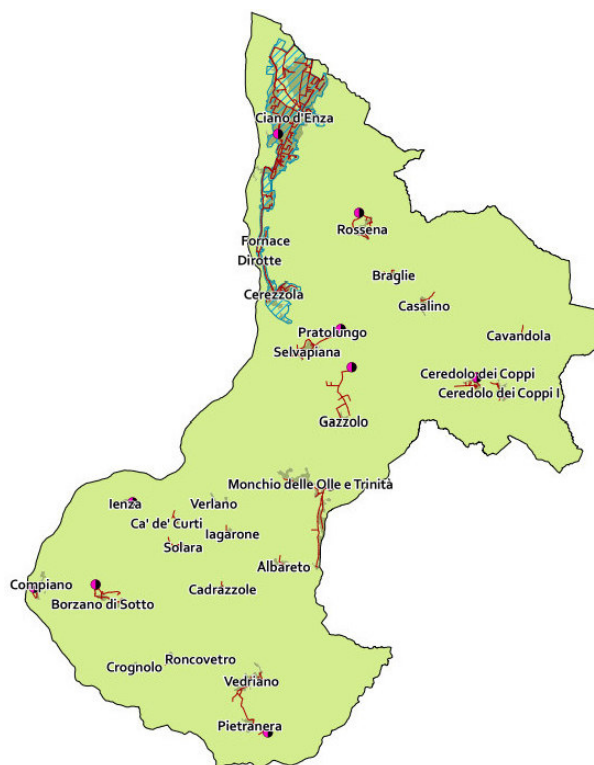 Ciano d'Enza
Rossena
Fornace
Dirotte
Braglie
Cerezzola
Casalino
Pratolungo
Cavandola
Selvapiana
Ceredolo dei Coppi
Ceredolo dei Coppi I
Gazzolo
Monchio delle Olle e Trinità
Ienza
Verlano
Ca' de' Curti
Iagarone
Solara
Albareto
Compiano
Cadrazzole
Borzano di Sotto
Roncovetro
Crognolo
Vedriano
Pietranera